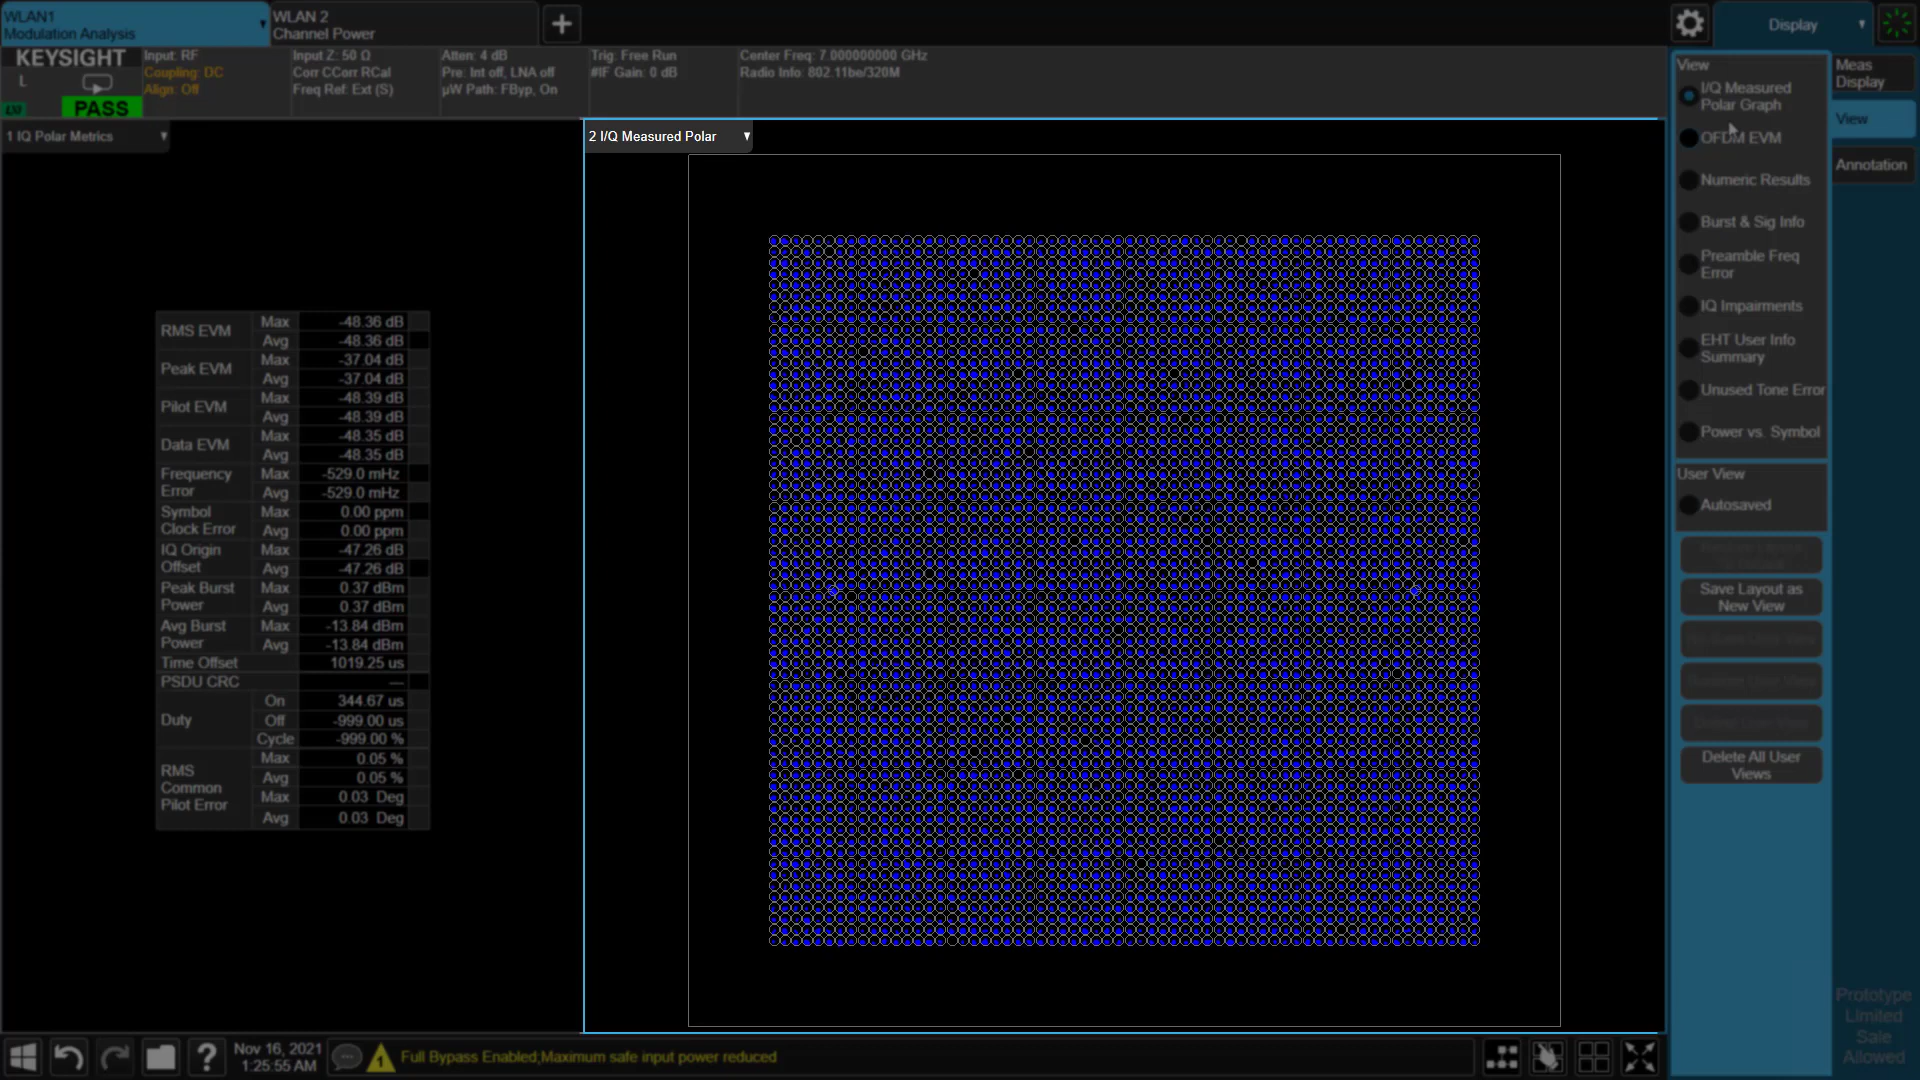 WLAN1
Modulation Analysis
WLAN 2
Channel Power
Display
KEYSIGHT
L
PASS
Input: RF
Coupling: DC
Align: Off
Input Z: 50 Ω
Corr CCorr RCal
Freq Ref: Ext (S)
Atten: 4 dB
Pre: Int off, LNA off
µW Path: FByp, On
Trig: Free Run
#IF Gain: 0 dB
Center Freq: 7.000000000 GHz
Radio Info: 802.11be/320M
1 IQ Polar Metrics
2 I/Q Measured Polar
RMS EVM Max -48.36 dB
Avg -48.36 dB
Peak EVM Max -37.04 dB
Avg -37.04 dB
Pilot EVM Max -48.39 dB
Avg -48.39 dB
Data EVM Max -48.35 dB
Avg -48.35 dB
Frequency Max -529.0 mHz
Error Avg -529.0 mHz
Symbol Max 0.00 ppm
Clock Error Avg 0.00 ppm
IQ Origin Max -47.26 dB
Offset Avg -47.26 dB
Peak Burst Max 0.37 dBm
Power Avg 0.37 dBm
Avg Burst Max -13.84 dBm
Power Avg -13.84 dBm
Time Offset 1019.25 us
PSDU CRC ---
Duty On 344.67 us
Off -999.00 us
Cycle -999.00 %
RMS Common Pilot Error Max 0.05 %
Avg 0.05 %
Max 0.03 Deg
Avg 0.03 Deg
View
I/Q Measured
Polar Graph
OFDM EVM
Numeric Results
Burst & Sig Info
Preamble Freq
Error
IQ Impairments
EHT User Info
Summary
Unused Tone Error
Power vs. Symbol
User View
Autosaved
Save Layout as
New View
Delete All User
Views
Meas
Display
View
Annotation
Prototype
Limited
Sale
Allowed
?
Nov 16, 2021
1:25:55 AM
1
Full Bypass Enabled;Maximum safe input power reduced